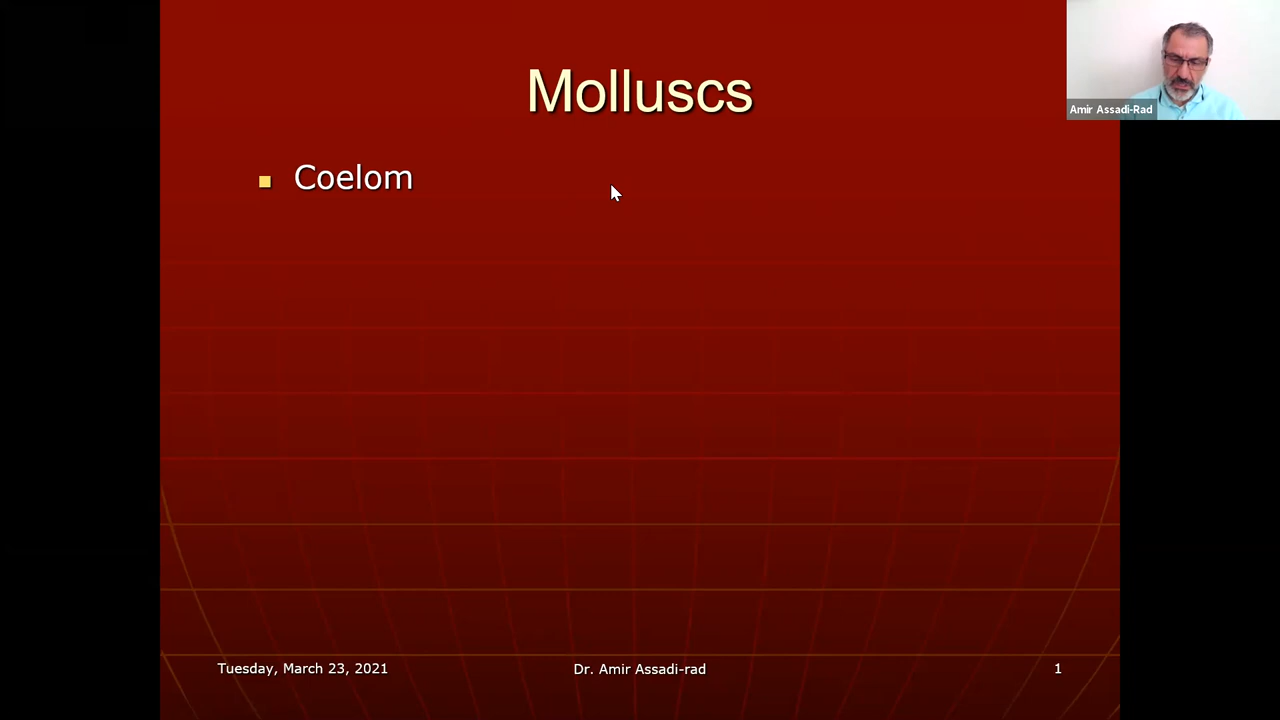 Molluscs
Amir Assadi-Rad
Coelom
Tuesday, March 23, 2021
Dr. Amir Assadi-rad
1